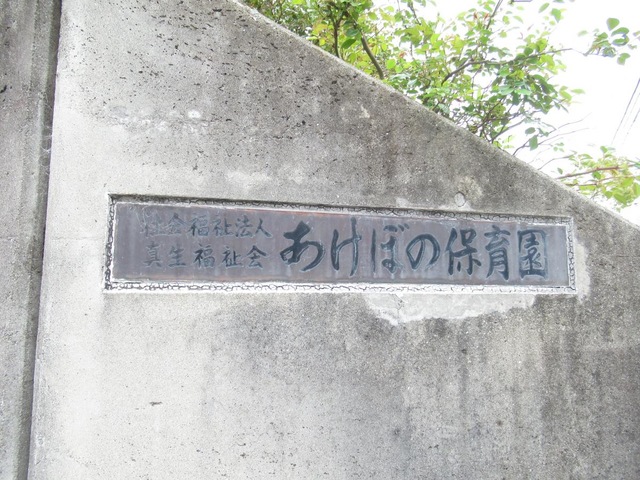 社会福祉法人
真生福祉会
あけぼの保育園